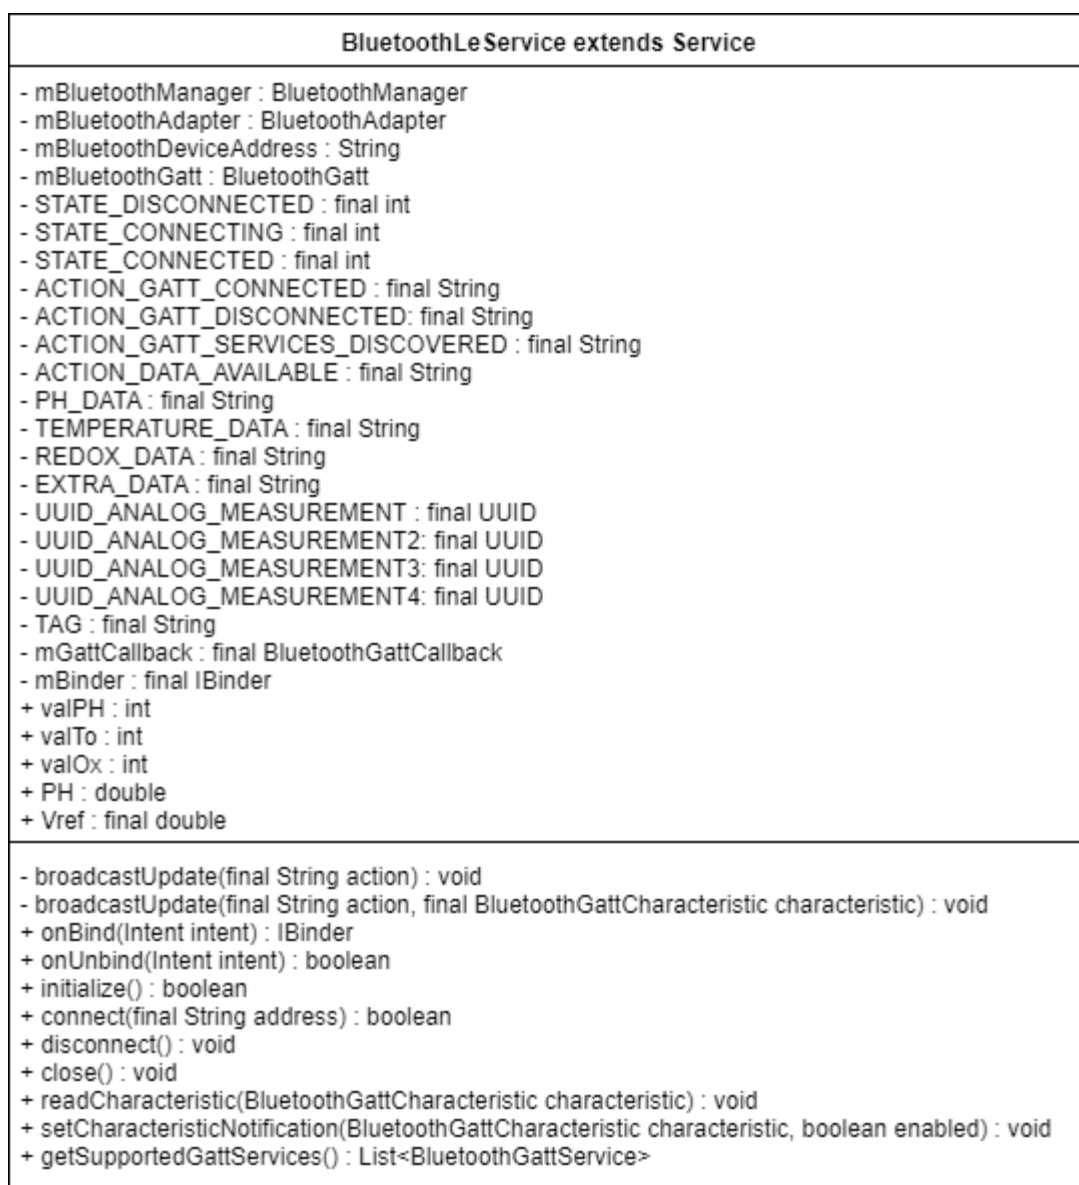 BluetoothLeService extends Service
- mBluetoothManager : BluetoothManager
- mBluetoothAdapter : BluetoothAdapter
- mBluetoothDeviceAddress : String
- mBluetoothGatt : BluetoothGatt
- STATE_DISCONNECTED : final int
- STATE_CONNECTING : final int
- STATE_CONNECTED : final int
- ACTION_GATT_CONNECTED : final String
- ACTION_GATT_DISCONNECTED: final String
- ACTION_GATT_SERVICES_DISCOVERED : final String
- ACTION_DATA_AVAILABLE : final String
- PH_DATA : final String
- TEMPERATURE_DATA : final String
- REDOX_DATA : final String
- EXTRA_DATA : final String
- UUID_ANALOG_MEASUREMENT : final UUID
- UUID_ANALOG_MEASUREMENT2: final UUID
- UUID_ANALOG_MEASUREMENT3: final UUID
- UUID_ANALOG_MEASUREMENT4: final UUID
- TAG : final String
- mGattCallback : final BluetoothGattCallback
- mBinder : final IBinder
+ valPH : int
+ valTo : int
+ valOx : int
+ PH : double
+ Vref : final double
- broadcastUpdate(final String action) : void
- broadcastUpdate(final String action, final BluetoothGattCharacteristic characteristic) : void
+ onBind(Intent intent) : IBinder
+ onUnbind(Intent intent) : boolean
+ initialize() : boolean
+ connect(final String address) : boolean
+ disconnect() : void
+ close() : void
+ readCharacteristic(BluetoothGattCharacteristic characteristic) : void
+ setCharacteristicNotification(BluetoothGattCharacteristic characteristic, boolean enabled) : void
+ getSupportedGattServices() : List<BluetoothGattService>